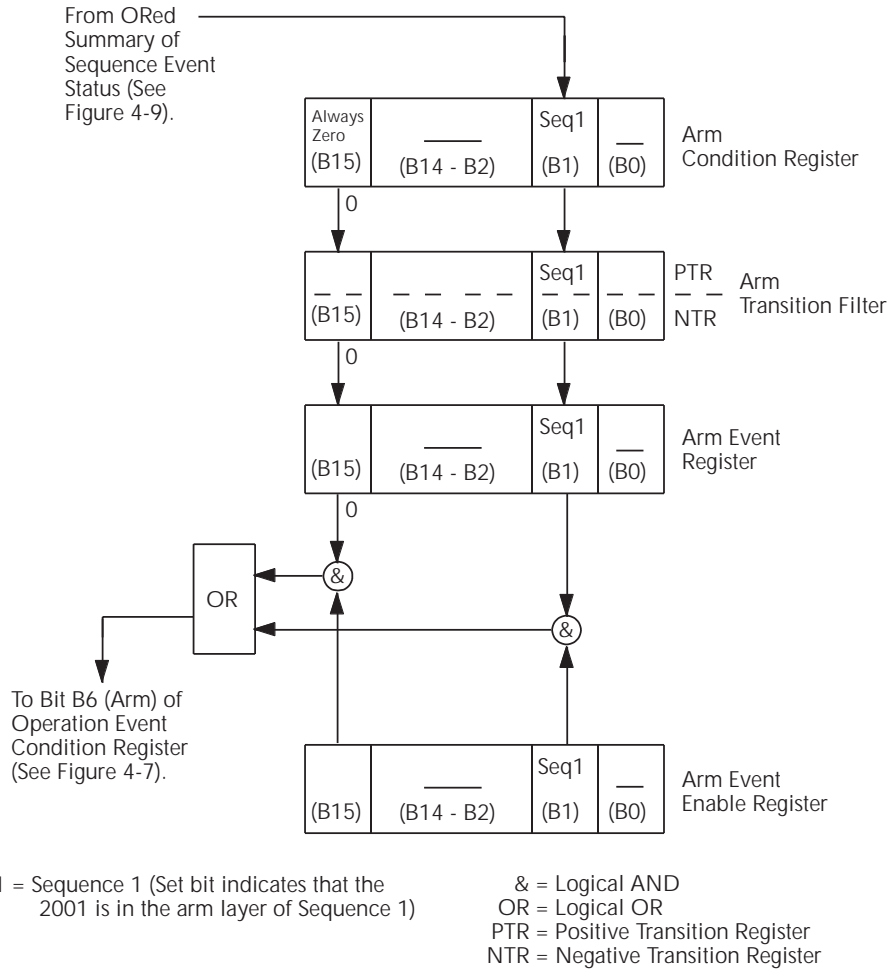 From ORed
Summary of
Sequence Event
Status (See
Figure 4-9).
Always
Zero
(B15)
(B14 - B2)
Seq1
(B1)
(B0)
Arm
Condition Register
0
(B15)
(B14 - B2)
Seq1
(B1)
(B0)
PTR
NTR
Arm
Transition Filter
0
(B15)
(B14 - B2)
Seq1
(B1)
(B0)
Arm Event
Register
0
&
OR
&
To Bit B6 (Arm) of
Operation Event
Condition Register
(See Figure 4-7).
(B15)
(B14 - B2)
Seq1
(B1)
(B0)
Arm Event
Enable Register
= Sequence 1 (Set bit indicates that the
2001 is in the arm layer of Sequence 1)
& = Logical AND
OR = Logical OR
PTR = Positive Transition Register
NTR = Negative Transition Register